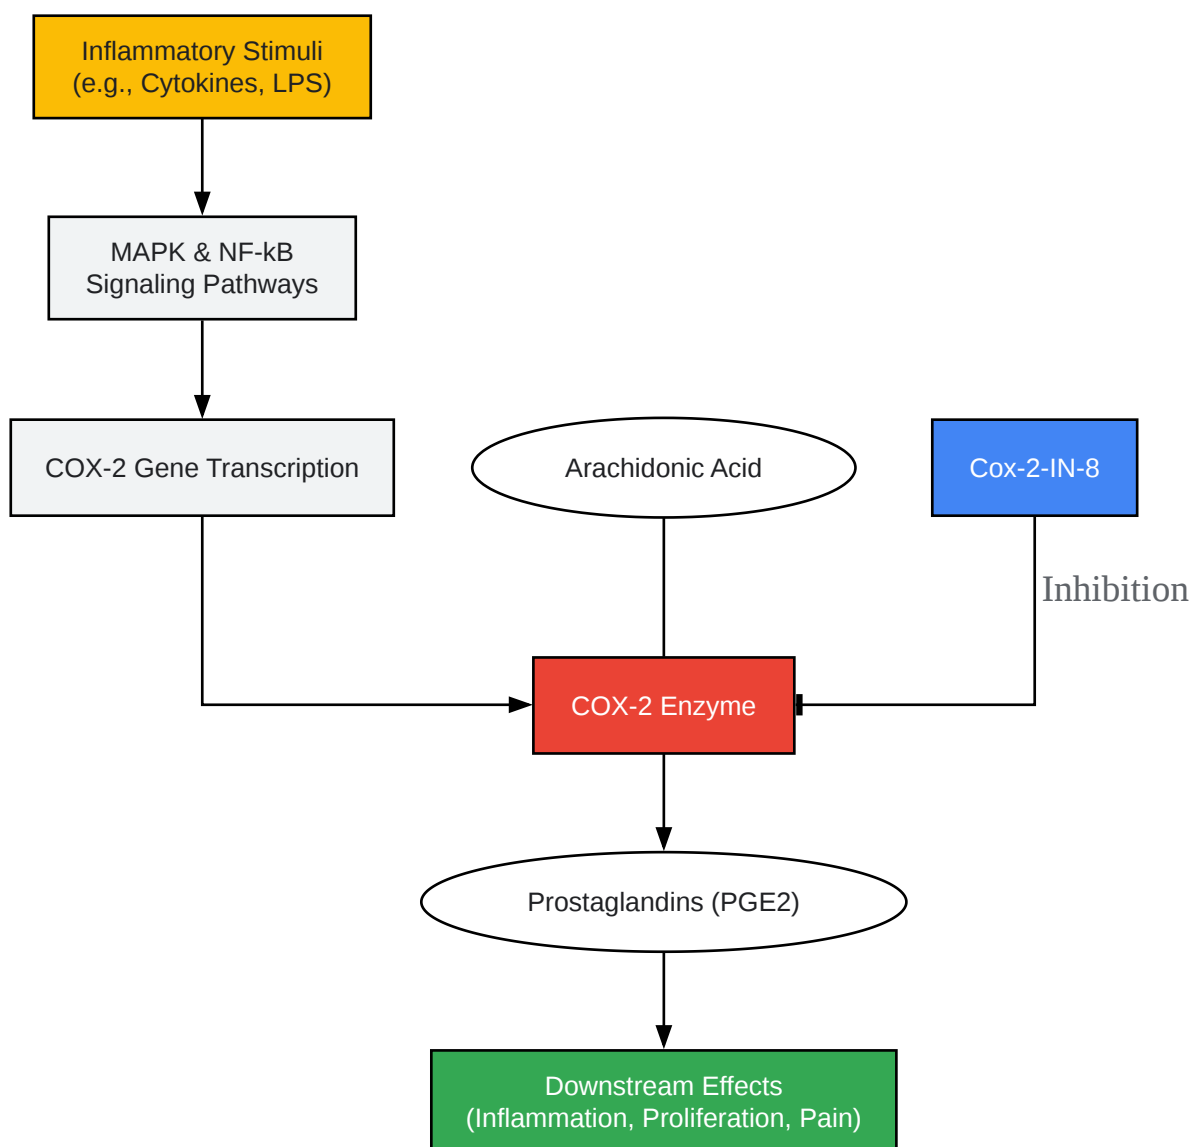 Inflammatory Stimuli
(e.g., Cytokines, LPS)
MAPK & NF-kB
Signaling Pathways
COX-2 Gene Transcription
Arachidonic Acid
Cox-2-IN-8
Inhibition
COX-2 Enzyme
Prostaglandins (PGE2)
Downstream Effects
(Inflammation, Proliferation, Pain)